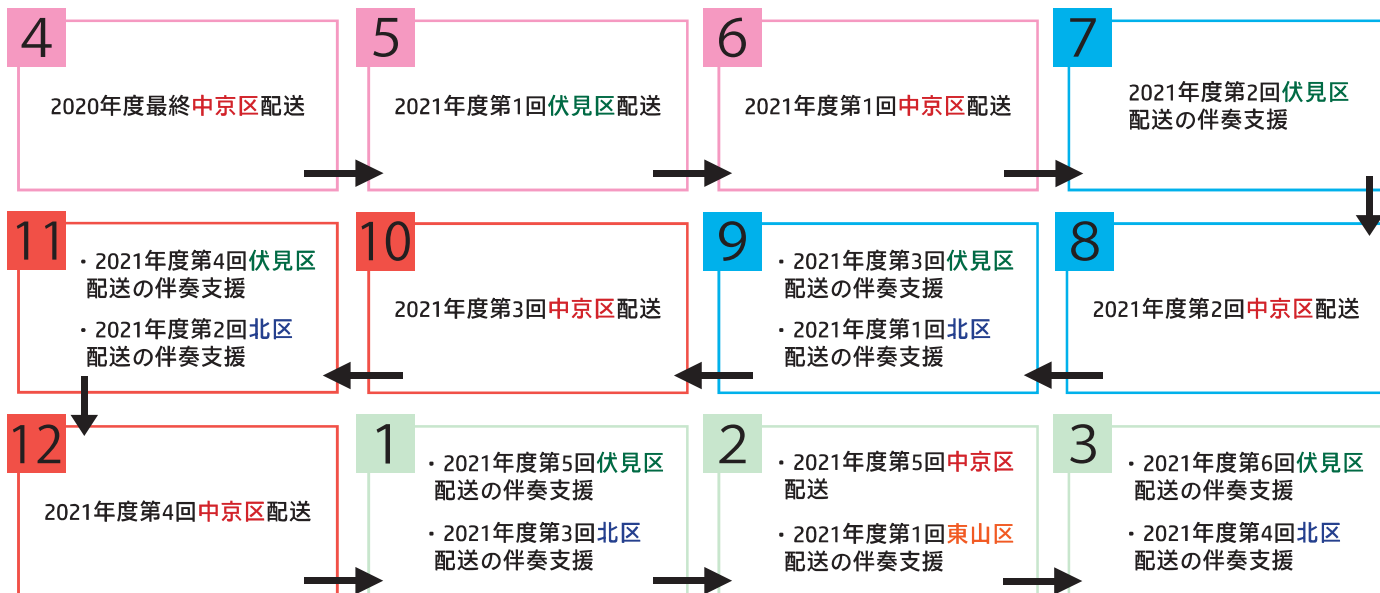 4
2020年度最終中京区配送
5
2021年度第1回伏見区配送
6
2021年度第1回中京区配送
7
2021年度第2回伏見区
配送の伴奏支援
8
2021年度第2回中京区配送
9
・2021年度第3回伏見区
配送の伴奏支援
・2021年度第1回北区
配送の伴奏支援
10
2021年度第3回中京区配送
11
・2021年度第4回伏見区
配送の伴奏支援
・2021年度第2回北区
配送の伴奏支援
12
2021年度第4回中京区配送
1
・2021年度第5回伏見区
配送の伴奏支援
・2021年度第3回北区
配送の伴奏支援
2
・2021年度第5回中京区
配送
・2021年度第1回東山区
配送の伴奏支援
3
・2021年度第6回伏見区
配送の伴奏支援
・2021年度第4回北区
配送の伴奏支援